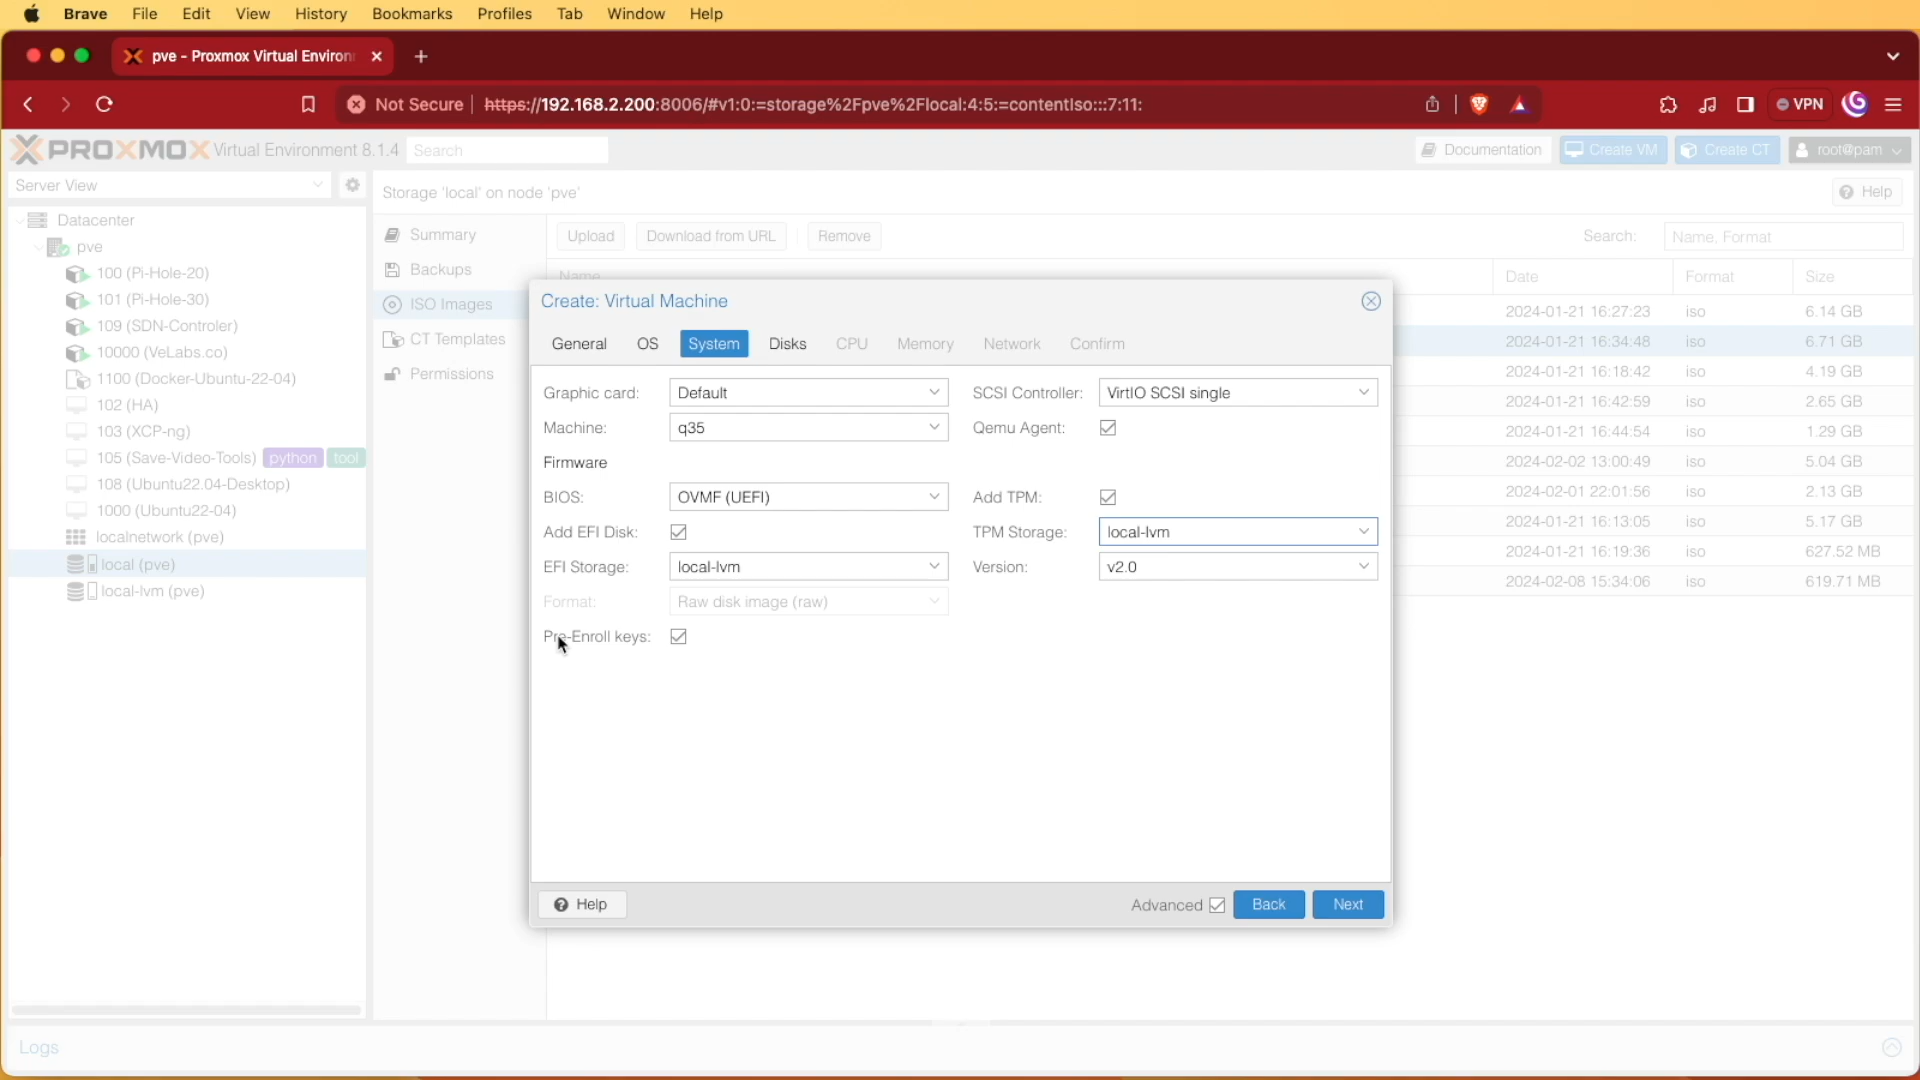 Brave File Edit View History Bookmarks Profiles Tab Window Help
pve - Proxmox Virtual Environ
Not Secure https://192.168.2.200:8006/#v1:0:=storage%2Fpve%2Flocal:4:5:=contentIso:::7:11: VPN
PROXMOX Virtual Environment 8.1.4 Search Documentation Create VM Create CT root@pam
Server View
Storage 'local' on node 'pve' Help
Datacenter
pve
100 (Pi-Hole-20)
101 (Pi-Hole-30)
109 (SDN-Controler)
10000 (VeLabs.co)
1100 (Docker-Ubuntu-22-04)
102 (HA)
103 (XCP-ng)
105 (Save-Video-Tools) python tool
108 (Ubuntu22.04-Desktop)
1000 (Ubuntu22-04)
localnetwork (pve)
local (pve)
local-lvm (pve)
Summary
Backups
ISO Images
CT Templates
Permissions
Upload Download from URL Remove Search: Name, Format
Name Date Format Size
2024-01-21 16:27:23 iso 6.14 GB
2024-01-21 16:34:48 iso 6.71 GB
2024-01-21 16:18:42 iso 4.19 GB
2024-01-21 16:42:59 iso 2.65 GB
2024-01-21 16:44:54 iso 1.29 GB
2024-02-02 13:00:49 iso 5.04 GB
2024-02-01 22:01:56 iso 2.13 GB
2024-01-21 16:13:05 iso 5.17 GB
2024-01-21 16:19:36 iso 627.52 MB
2024-02-08 15:34:06 iso 619.71 MB
Create: Virtual Machine
General OS System Disks CPU Memory Network Confirm
Graphic card: Default SCSI Controller: VirtIO SCSI single
Machine: q35 Qemu Agent:
Firmware
BIOS: OVMF (UEFI) Add TPM:
Add EFI Disk: TPM Storage: local-lvm
EFI Storage: local-lvm Version: v2.0
Format: Raw disk image (raw)
Pre-Enroll keys:
Help Advanced Back Next
Logs